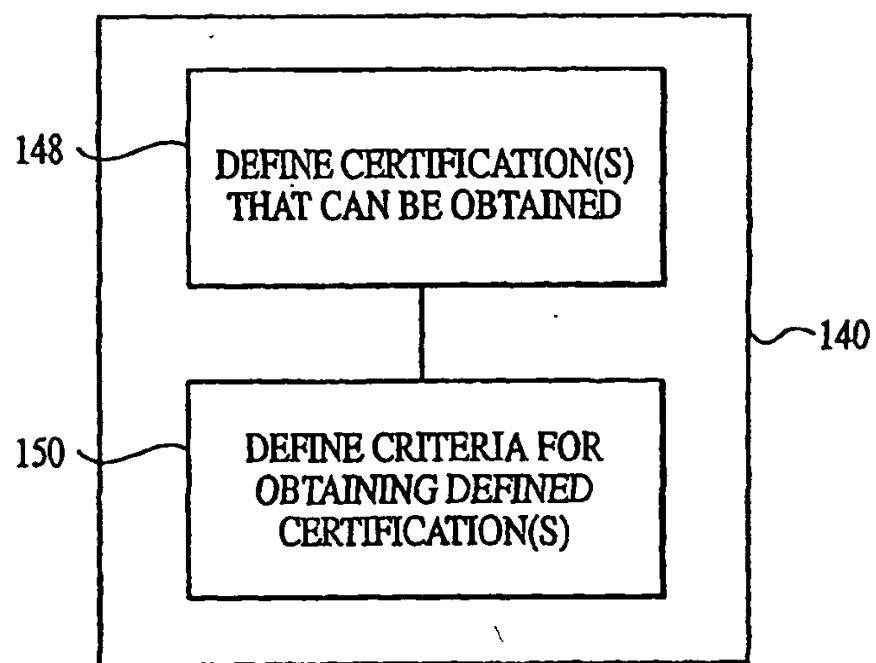 148
DEFINE CERTIFICATION(S)
THAT CAN BE OBTAINED
140
150
DEFINE CRITERIA FOR
OBTAINING DEFINED
CERTIFICATION(S)